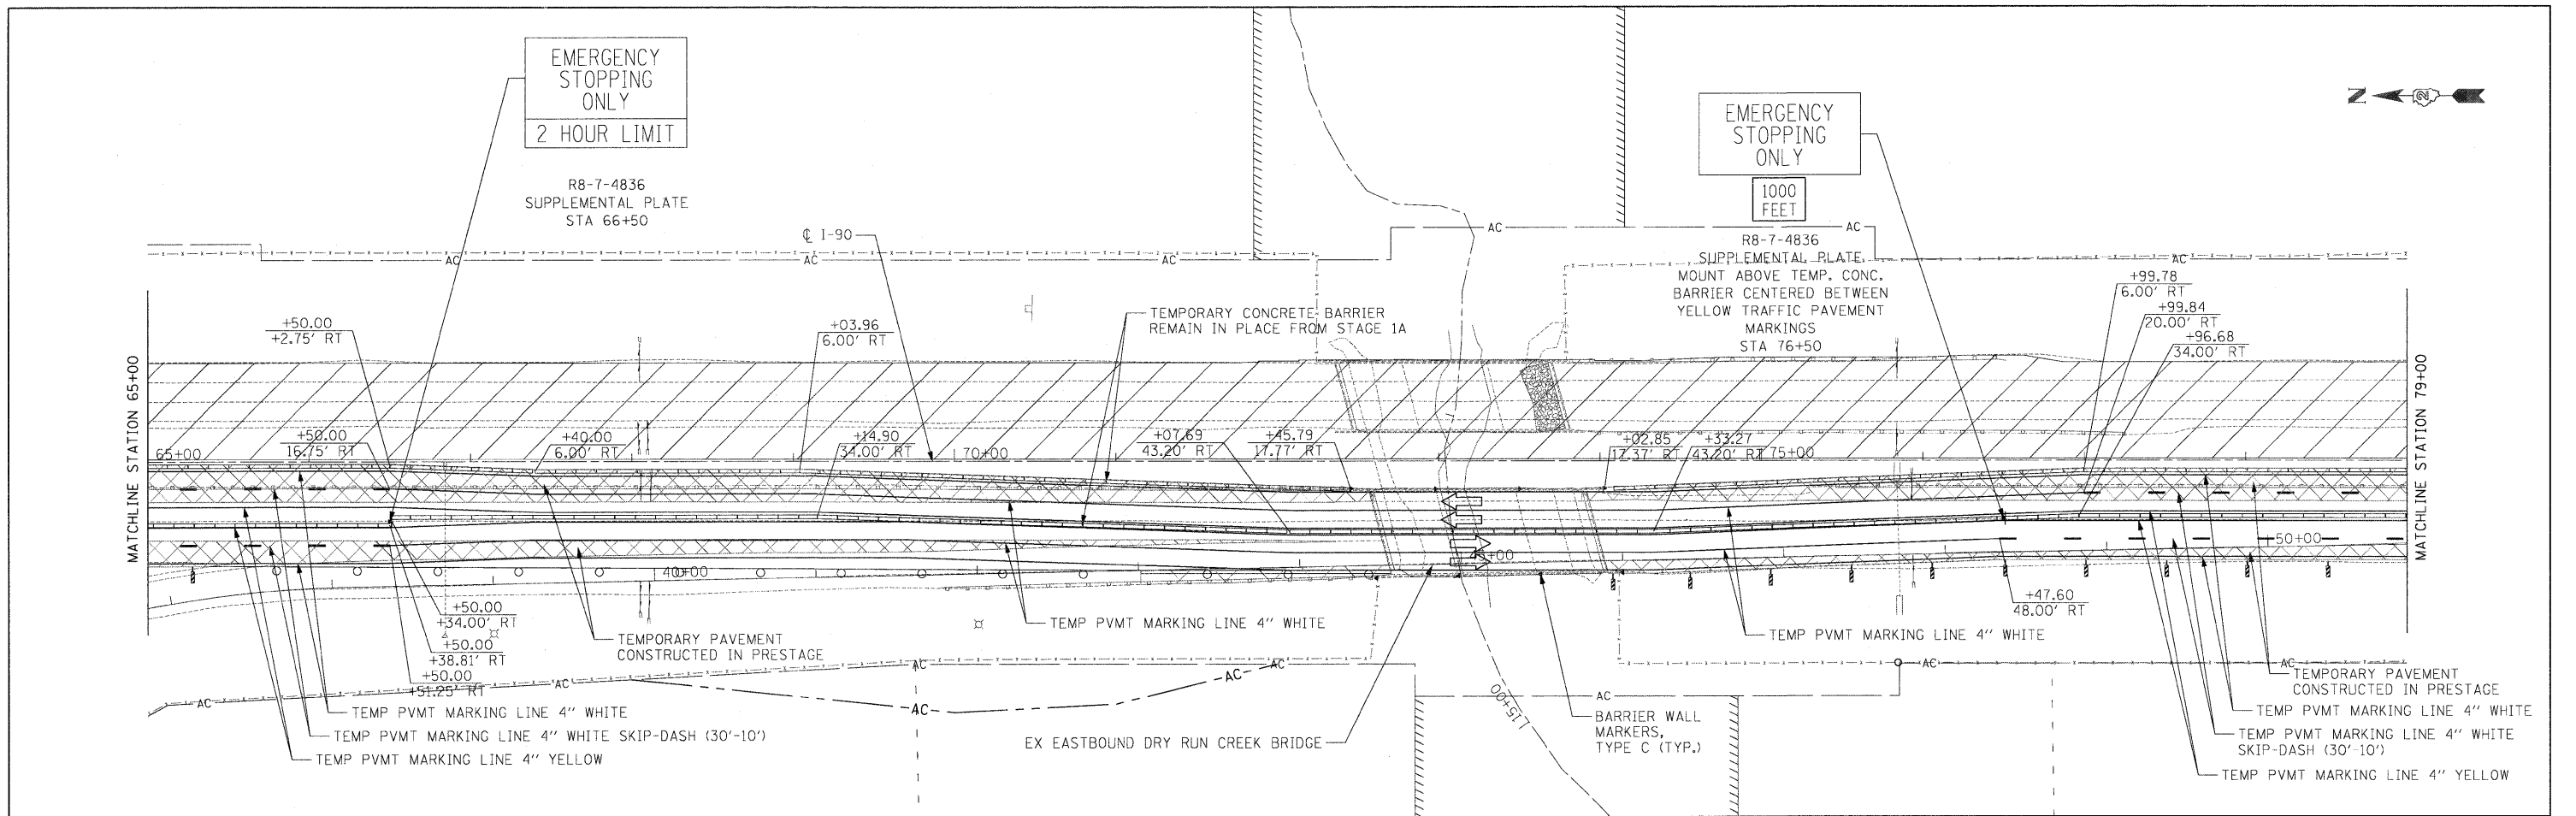 EMERGENCY
STOPPING
ONLY
2 HOUR LIMIT
R8-7-4836
SUPPLEMENTAL PLATE
STA 66+50
EMERGENCY
STOPPING
ONLY
1000
FEET
R8-7-4836
SUPPLEMENTAL PLATE,
MOUNT ABOVE TEMP. CONC.
BARRIER CENTERED BETWEEN
YELLOW TRAFFIC PAVEMENT
MARKINGS
STA 76+50
N
2
℄ I-90
AC
AC
AC
AC
AC
AC
TEMPORARY CONCRETE BARRIER
REMAIN IN PLACE FROM STAGE 1A
MATCHLINE STATION 65+00
MATCHLINE STATION 79+00
+50.00
+2.75' RT
+03.96
6.00' RT
+99.78
6.00' RT
+99.84
20.00' RT
+96.68
34.00' RT
65+00
+50.00
16.75' RT
+40.00
6.00' RT
+14.90
34.00' RT
70+00
+07.69
43.20' RT
+45.79
17.77' RT
+02.85
17.37' RT
+33.27
43.20' RT
75+00
40+00
50+00
+50.00
+34.00' RT
+50.00
+38.81' RT
+50.00
+51.25' RT
+47.60
48.00' RT
TEMPORARY PAVEMENT
CONSTRUCTED IN PRESTAGE
TEMP PVMT MARKING LINE 4" WHITE
TEMP PVMT MARKING LINE 4" WHITE
AC
AC
AC
AC
AC
AC
AC
AC
AC
115+00
TEMP PVMT MARKING LINE 4" WHITE
TEMP PVMT MARKING LINE 4" WHITE SKIP-DASH (30'-10')
TEMP PVMT MARKING LINE 4" YELLOW
EX EASTBOUND DRY RUN CREEK BRIDGE
BARRIER WALL
MARKERS,
TYPE C (TYP.)
TEMPORARY PAVEMENT
CONSTRUCTED IN PRESTAGE
TEMP PVMT MARKING LINE 4" WHITE
TEMP PVMT MARKING LINE 4" WHITE
SKIP-DASH (30'-10')
TEMP PVMT MARKING LINE 4" YELLOW